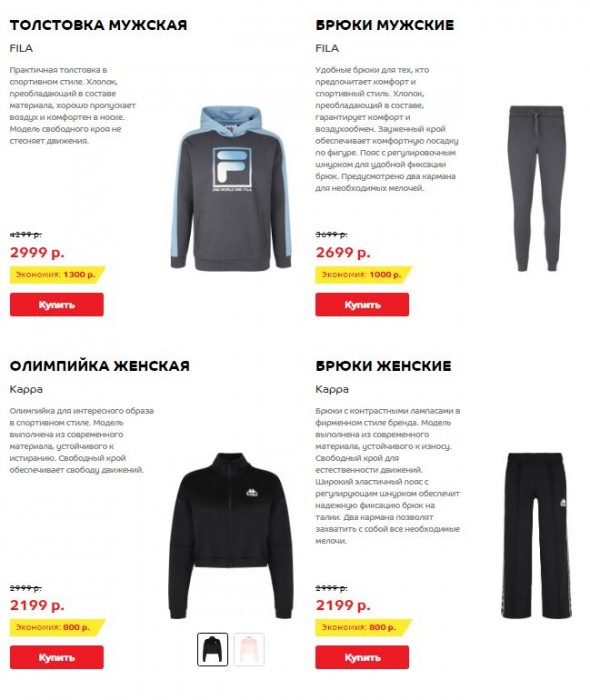 ТОЛСТОВКА МУЖСКАЯ
FILA
Практичная толстовка в
спортивном стиле. Хлопок,
преобладающий в составе
материала, хорошо пропускает
воздух и комфортен в носке.
Модель свободного кроя не
стесняет движения.
4299 р.
2999 р.
Экономия: 1300 р.
Купить
F
FILA
ONE WORLD ONE FILA
БРЮКИ МУЖСКИЕ
FILA
Удобные брюки для тех, кто
предпочитает комфорт и
спортивный стиль. Хлопок,
преобладающий в составе,
гарантирует комфорт и
воздухообмен. Зауженный крой
обеспечивает комфортную посадку
по фигуре. Пояс с регулировочным
шнурком для удобной фиксации
брюк. Предусмотрено два кармана
для необходимых мелочей.
3699 р.
2699 р.
Экономия: 1000 р.
Купить
ОЛИМПИЙКА ЖЕНСКАЯ
Kappa
Олимпийка для интересного образа
в спортивном стиле. Модель
выполнена из современного
материала, устойчивого к
истиранию. Свободный крой
обеспечивает свободу движений.
2999 р.
2199 р.
Экономия: 800 р.
Купить
Kappa
БРЮКИ ЖЕНСКИЕ
Kappa
Брюки с контрастными лампасами в
фирменном стиле бренда. Модель
выполнена из современного
материала, устойчивого к износу.
Свободный крой для
естественности движений.
Широкий эластичный пояс с
регулирующим шнурком обеспечит
надежную фиксацию брюк на
талии. Два кармана позволят
захватить с собой все необходимые
мелочи.
2999 р.
2199 р.
Экономия: 800 р.
Купить